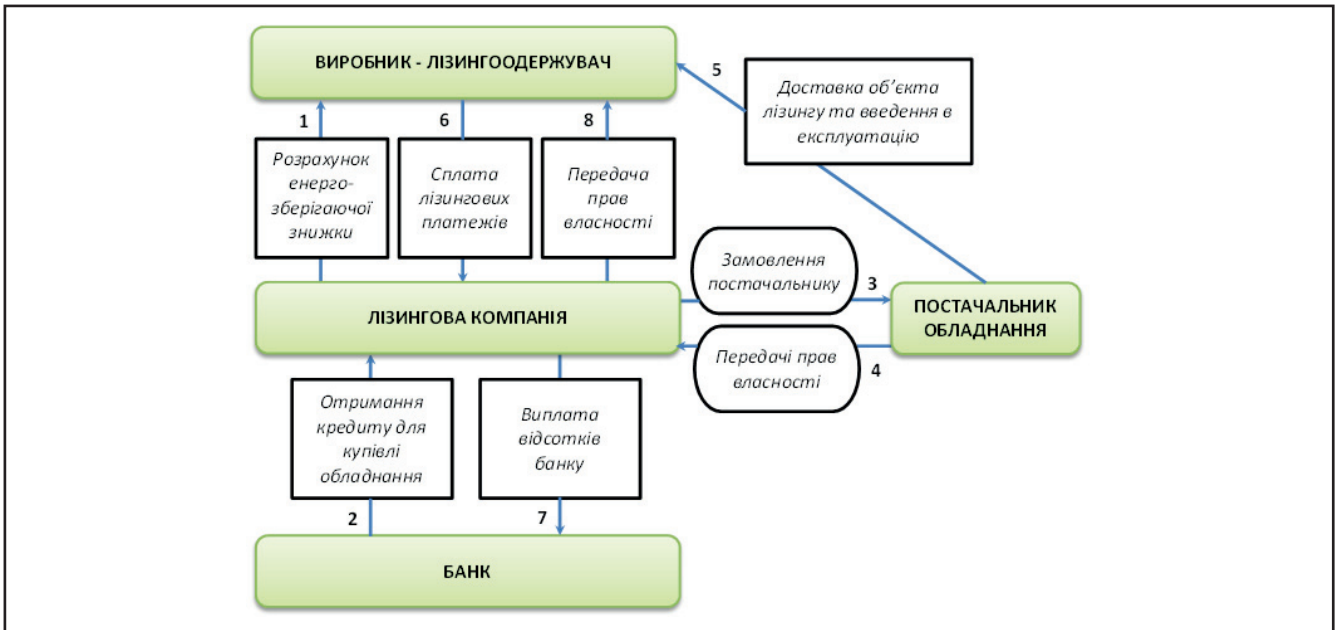 ВИРОБНИК - ЛІЗИНГООДЕРЖУВАЧ
5
Доставка об’єкта
лізингу та введення в
експлуатацію
1
6
8
Розрахунок
енерго-
зберігаючої
знижки
Сплата
лізингових
платежів
Передача
прав
власності
Замовлення
постачальнику
3
ЛІЗИНГОВА КОМПАНІЯ
ПОСТАЧАЛЬНИК
ОБЛАДНАННЯ
Передачі прав
власності
4
Отримання
кредиту для
купівлі
обладнання
Виплата
відсотків
банку
2
7
БАНК